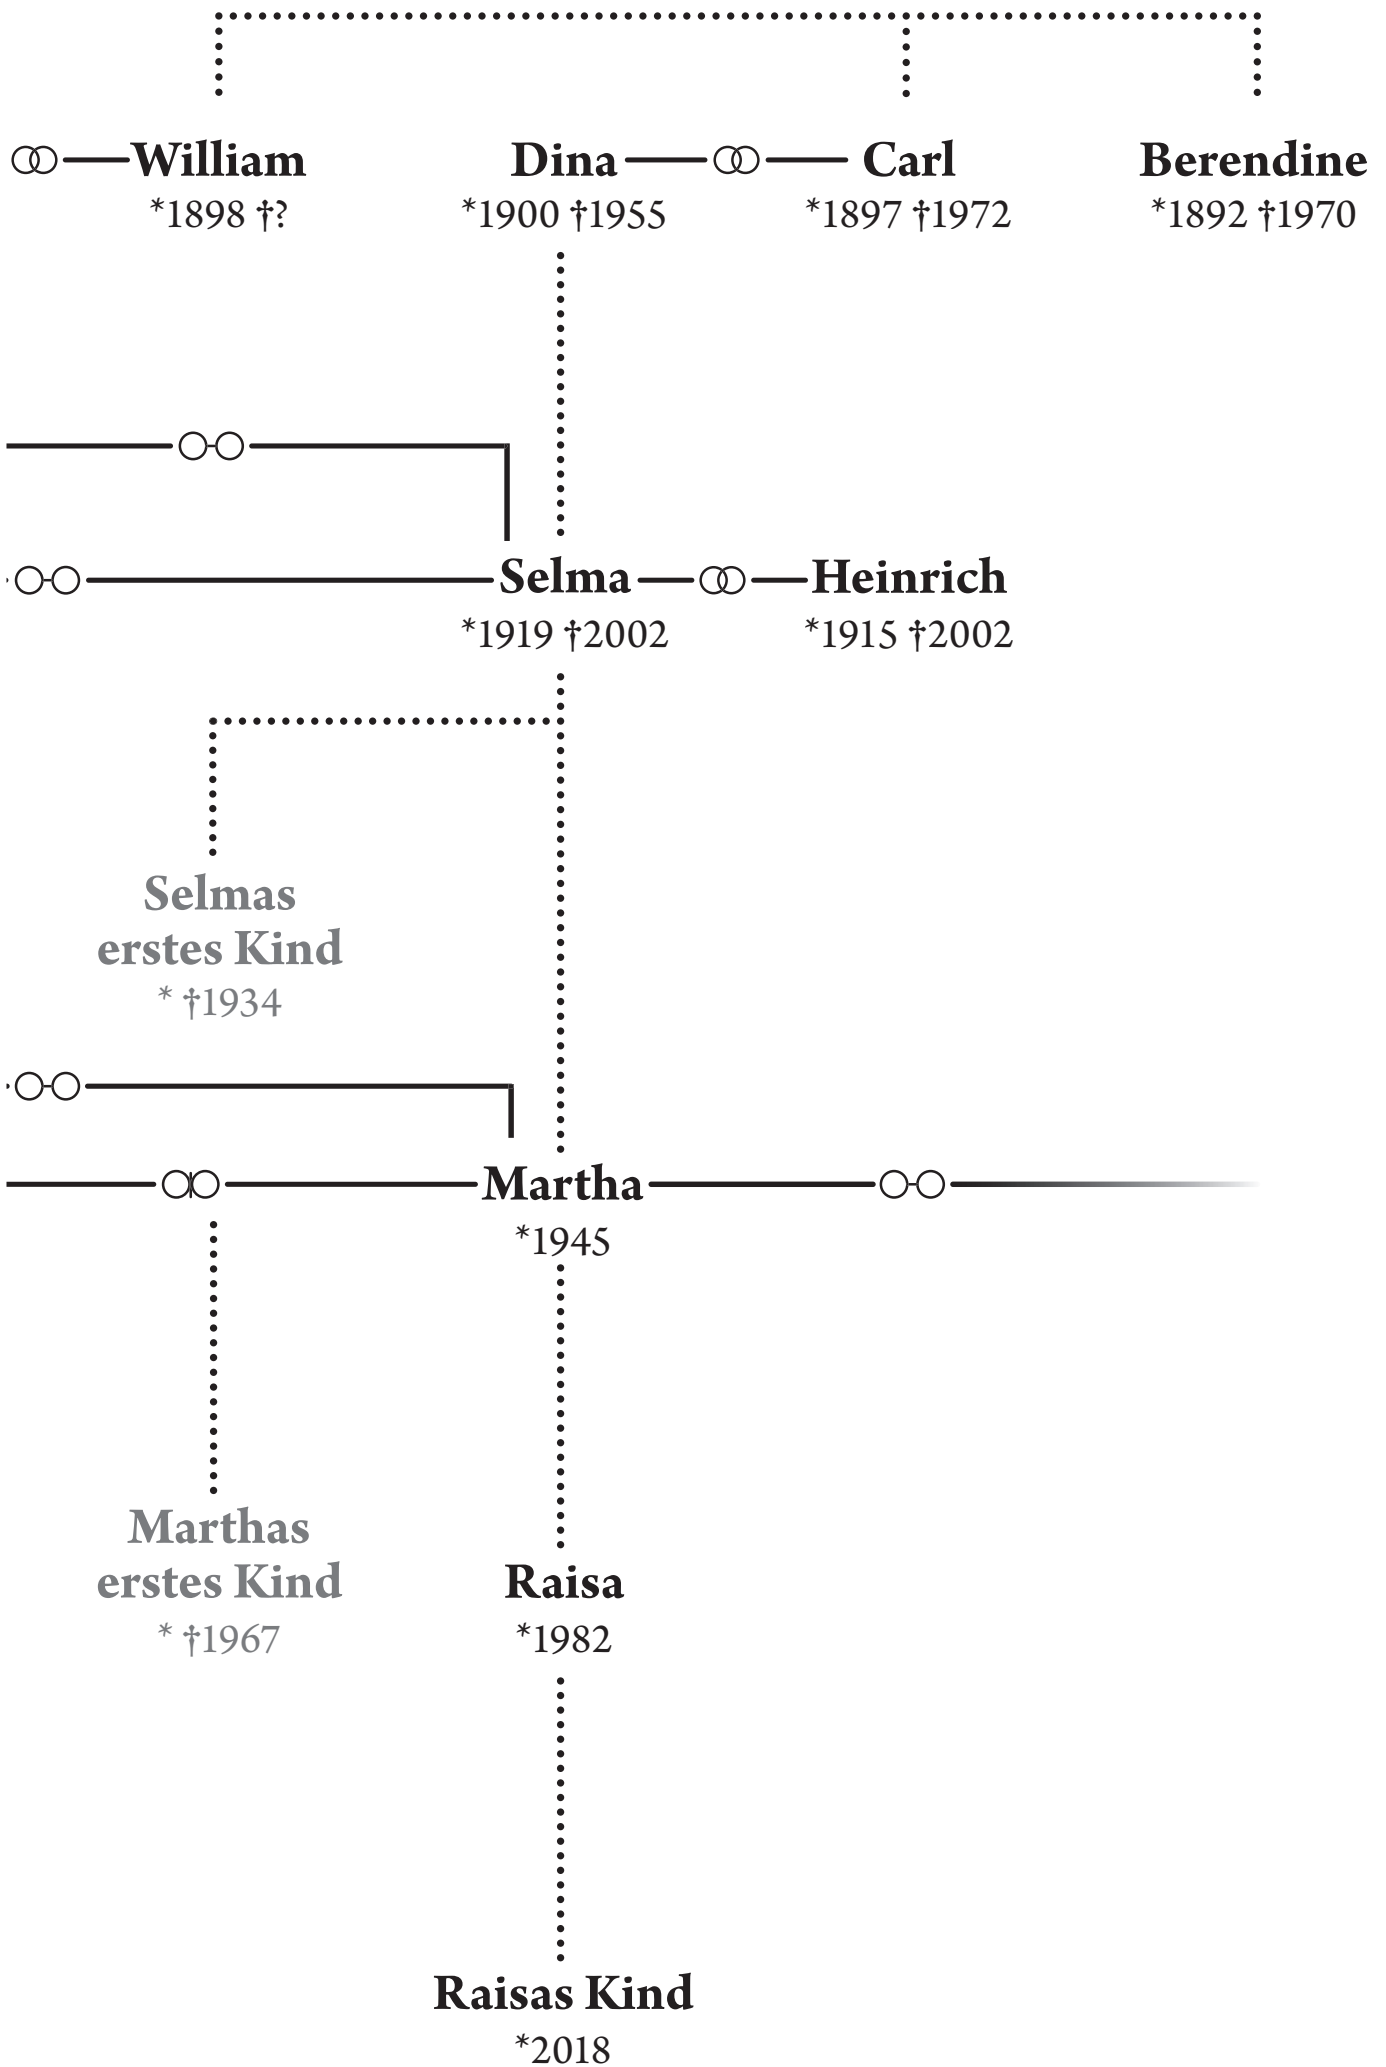 William Dina Carl Berendine
*1898 †? *1900 †1955 *1897 †1972 *1892 †1970
Selma Heinrich
*1919 †2002 *1915 †2002
Selmas
erstes Kind
* †1934
Martha
*1945
Marthas
erstes Kind
* †1967
Raisa
*1982
Raisas Kind
*2018